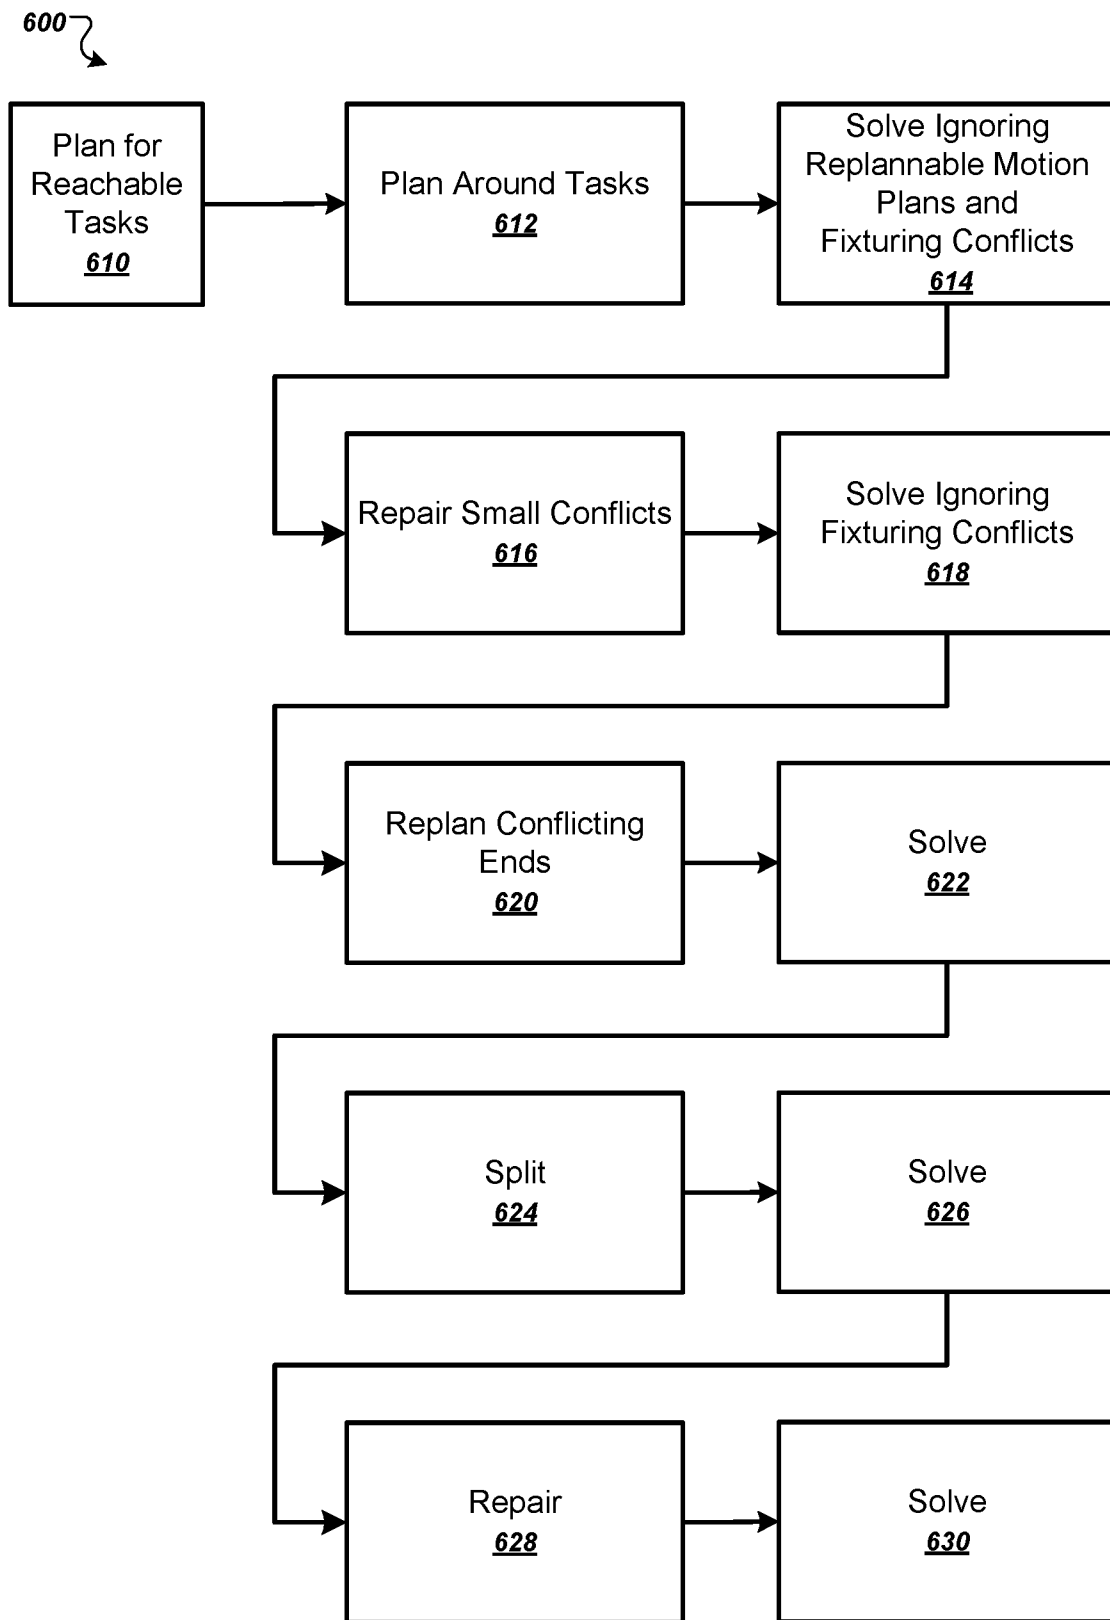 600
Plan for
Reachable
Tasks
610
Plan Around Tasks
612
Solve Ignoring
Replannable Motion
Plans and
Fixturing Conflicts
614
Repair Small Conflicts
616
Solve Ignoring
Fixturing Conflicts
618
Replan Conflicting
Ends
620
Solve
622
Split
624
Solve
626
Repair
628
Solve
630